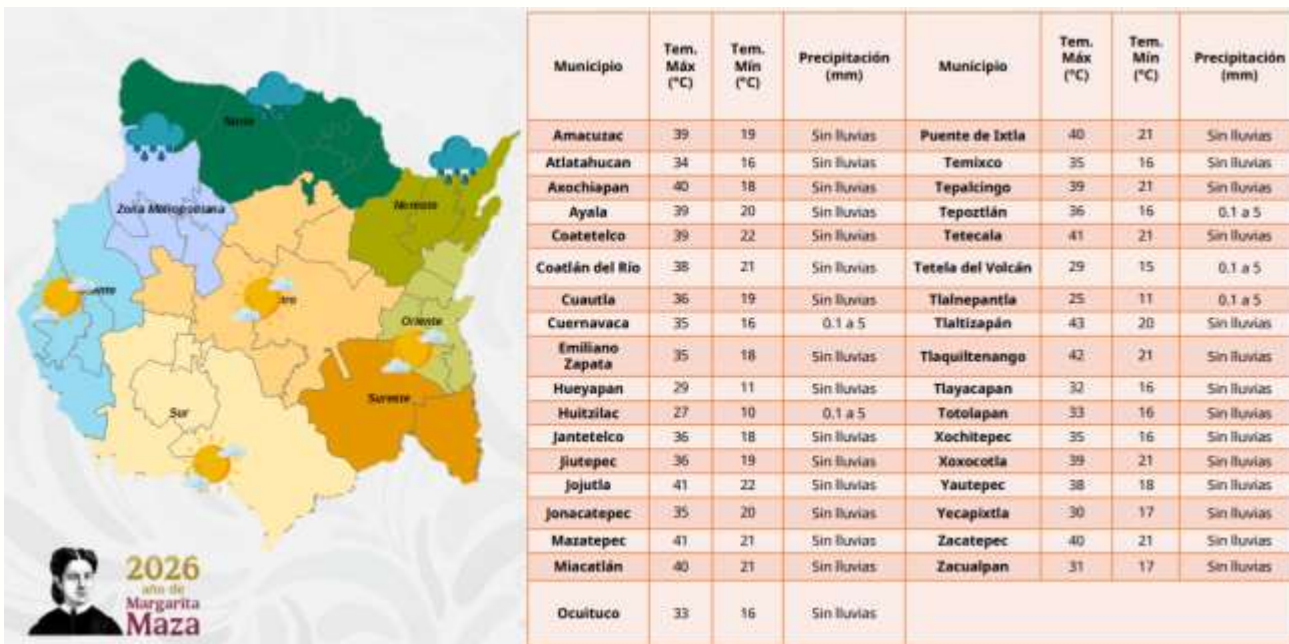 Norte
Zona Metropolitana
Noreste
Oriente
Sureste
Sur
2026
año de
Margarita
Maza
Municipio Tem. Máx (°C) Tem. Mín (°C) Precipitación (mm) Municipio Tem. Máx (°C) Tem. Mín (°C) Precipitación (mm)
Amacuzac 39 19 Sin lluvias Puente de Ixtla 40 21 Sin lluvias
Atlatahucan 34 16 Sin lluvias Temixco 35 16 Sin lluvias
Axochiapan 40 18 Sin lluvias Tepalcingo 39 21 Sin lluvias
Ayala 39 20 Sin lluvias Tepoztlán 36 16 0.1 a 5
Coatetelco 39 22 Sin lluvias Tetecala 41 21 Sin lluvias
Coatlán del Río 38 21 Sin lluvias Tetela del Volcán 29 15 0.1 a 5
Cuautla 36 19 Sin lluvias Tlalnepantla 25 11 0.1 a 5
Cuernavaca 35 16 0.1 a 5 Tlaltizapán 43 20 Sin lluvias
Emiliano Zapata 35 18 Sin lluvias Tlaquiltenango 42 21 Sin lluvias
Hueyapan 29 11 Sin lluvias Tlayacapan 32 16 Sin lluvias
Huitzilac 27 10 0.1 a 5 Totolapan 33 16 Sin lluvias
Jantetelco 36 18 Sin lluvias Xochitepec 35 16 Sin lluvias
Jiutepec 36 19 Sin lluvias Xoxocotla 39 21 Sin lluvias
Jojutla 41 22 Sin lluvias Yautepec 38 18 Sin lluvias
Jonacatepec 35 20 Sin lluvias Yecapixtla 30 17 Sin lluvias
Mazatepec 41 21 Sin lluvias Zacatepec 40 21 Sin lluvias
Miacatlán 40 21 Sin lluvias Zacualpan 31 17 Sin lluvias
Ocuituco 33 16 Sin lluvias